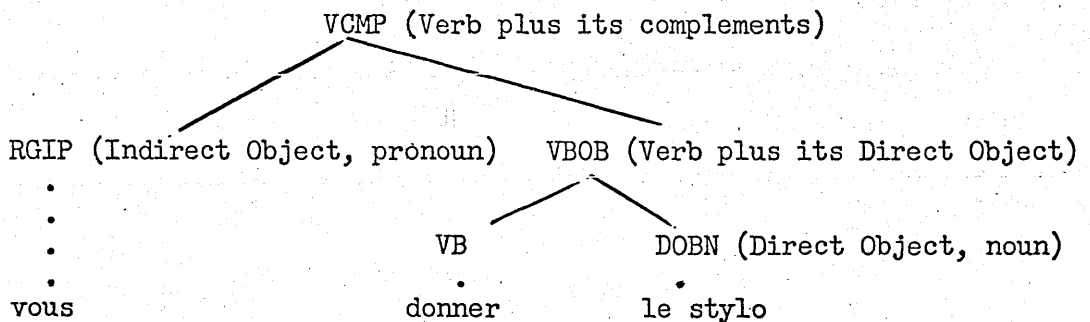 VCMP (Verb plus its complements)
RGIP (Indirect Object, pronoun) VBOB (Verb plus its Direct Object)
VB DOBN (Direct Object, noun)
vous donner le stylo